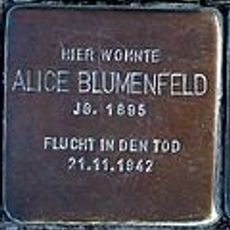 HIER WOHNTE
ALICE BLUMENFELD
JG. 1895
FLUCHT IN DEN TOD
21.11.1942